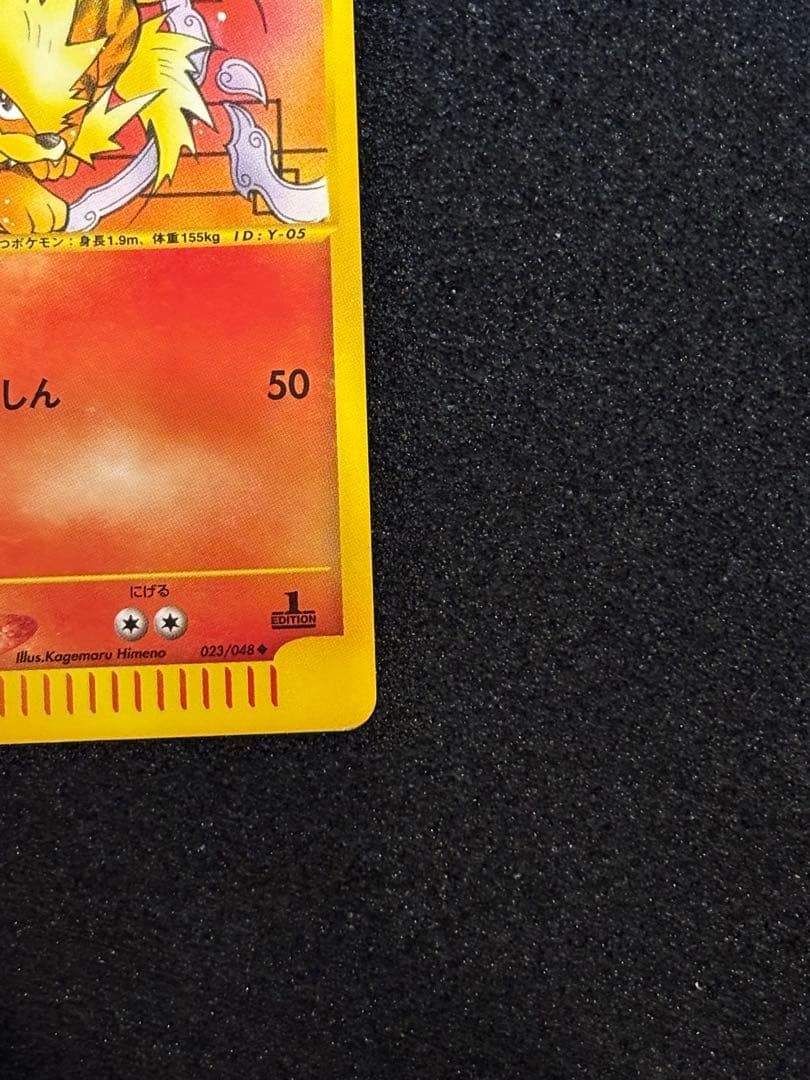 つポケモン：身長1.9m、体重155kg ID：Y-05
しん 50
にげる
1
EDITION
Illus.Kagemaru Himeno 023/048◆